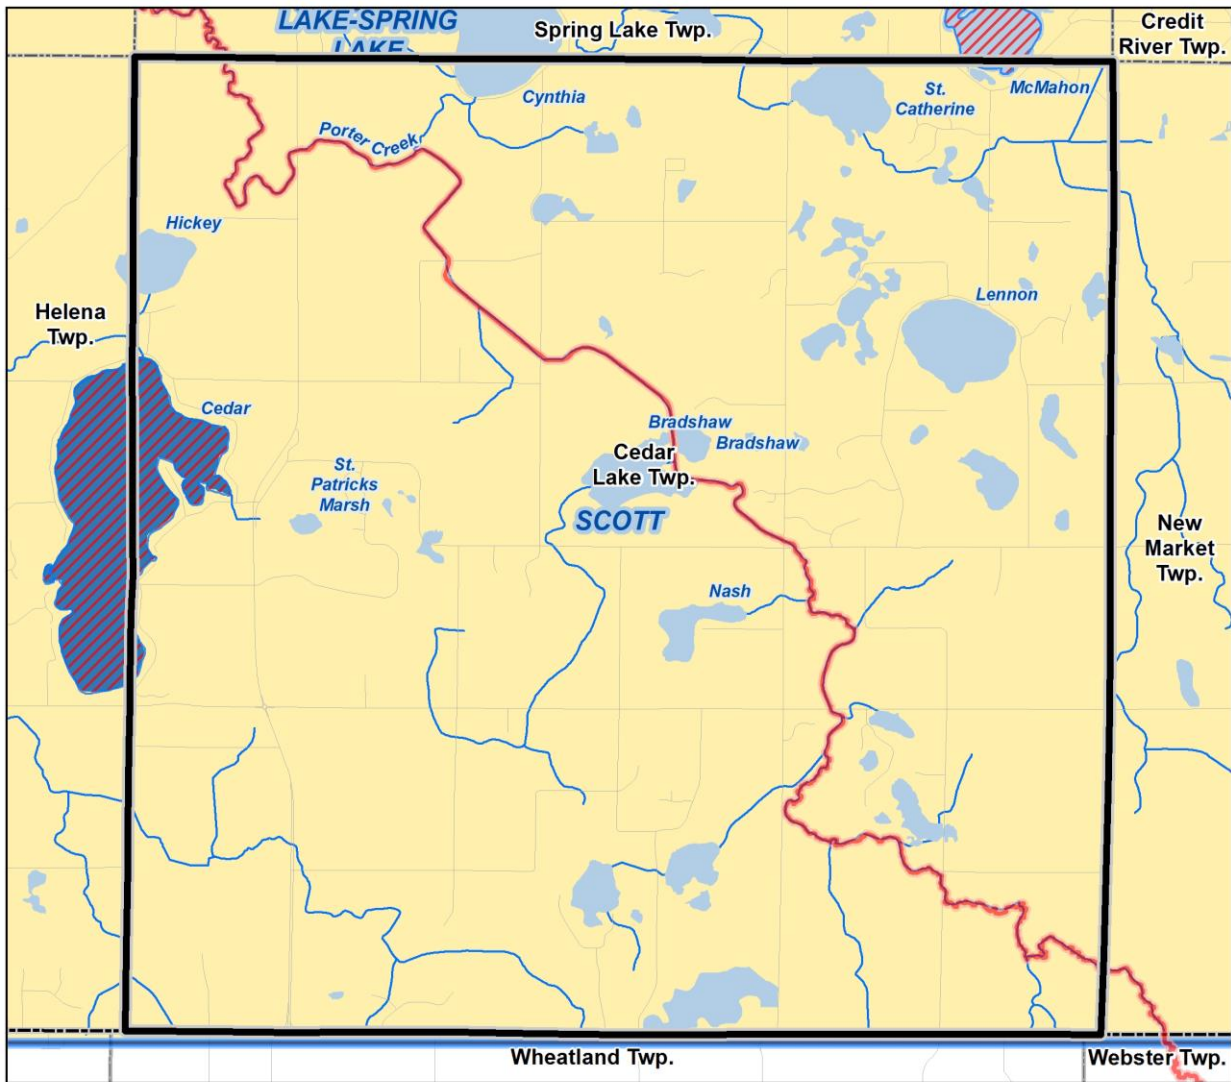 LAKE-SPRING
LAKE
Spring Lake Twp.
Credit
River Twp.
Cynthia
St.
Catherine
McMahon
Porter Creek
Hickey
Helena
Twp.
Lennon
Cedar
Bradshaw
Bradshaw
Cedar
Lake Twp.
St.
Patricks
Marsh
SCOTT
New
Market
Twp.
Nash
Wheatland Twp.
Webster Twp.